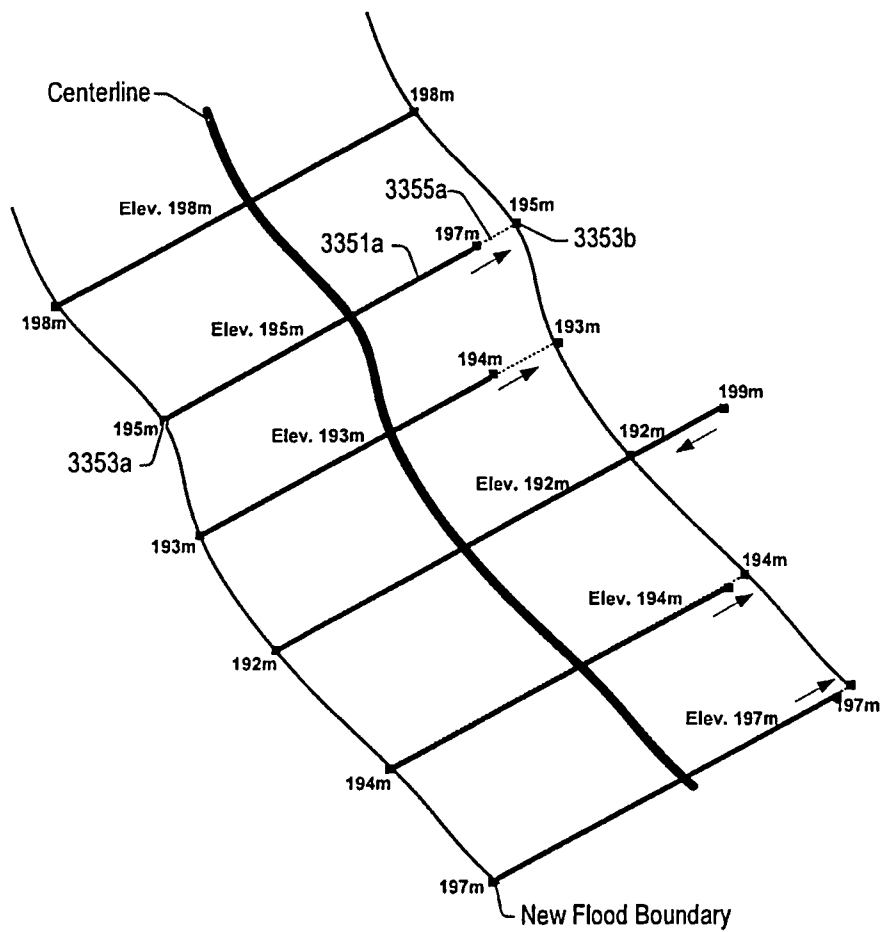 Centerline
198m
Elev. 198m
3355a
195m
197m
3353b
3351a
198m
Elev. 195m
193m
194m
199m
195m
Elev. 193m
192m
3353a
Elev. 192m
193m
194m
Elev. 194m
192m
197m
Elev. 197m
194m
197m
New Flood Boundary